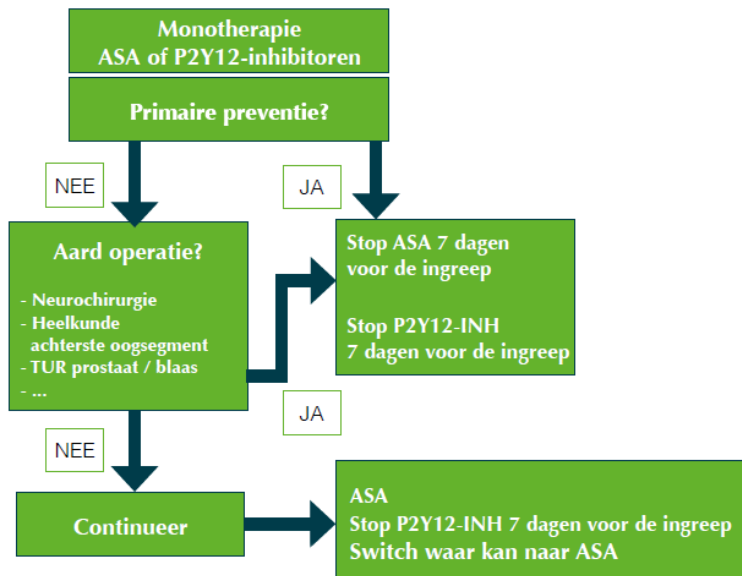 Monotherapie
ASA of P2Y12-inhibitoren
Primaire preventie?
NEE
JA
Aard operatie?
- Neurochirurgie
- Heelkunde
achterste oogsegment
- TUR prostaat / blaas
- ...
Stop ASA 7 dagen
voor de ingreep
Stop P2Y12-INH
7 dagen voor de ingreep
JA
NEE
Continueer
ASA
Stop P2Y12-INH 7 dagen voor de ingreep
Switch waar kan naar ASA